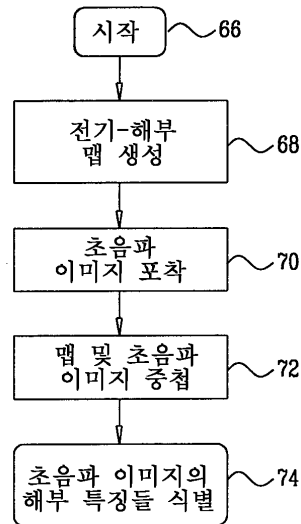 시작
66
전기-해부
맵 생성
68
초음파
이미지 포착
70
맵 및 초음파
이미지 중첩
72
초음파 이미지의
해부 특징들 식별
74